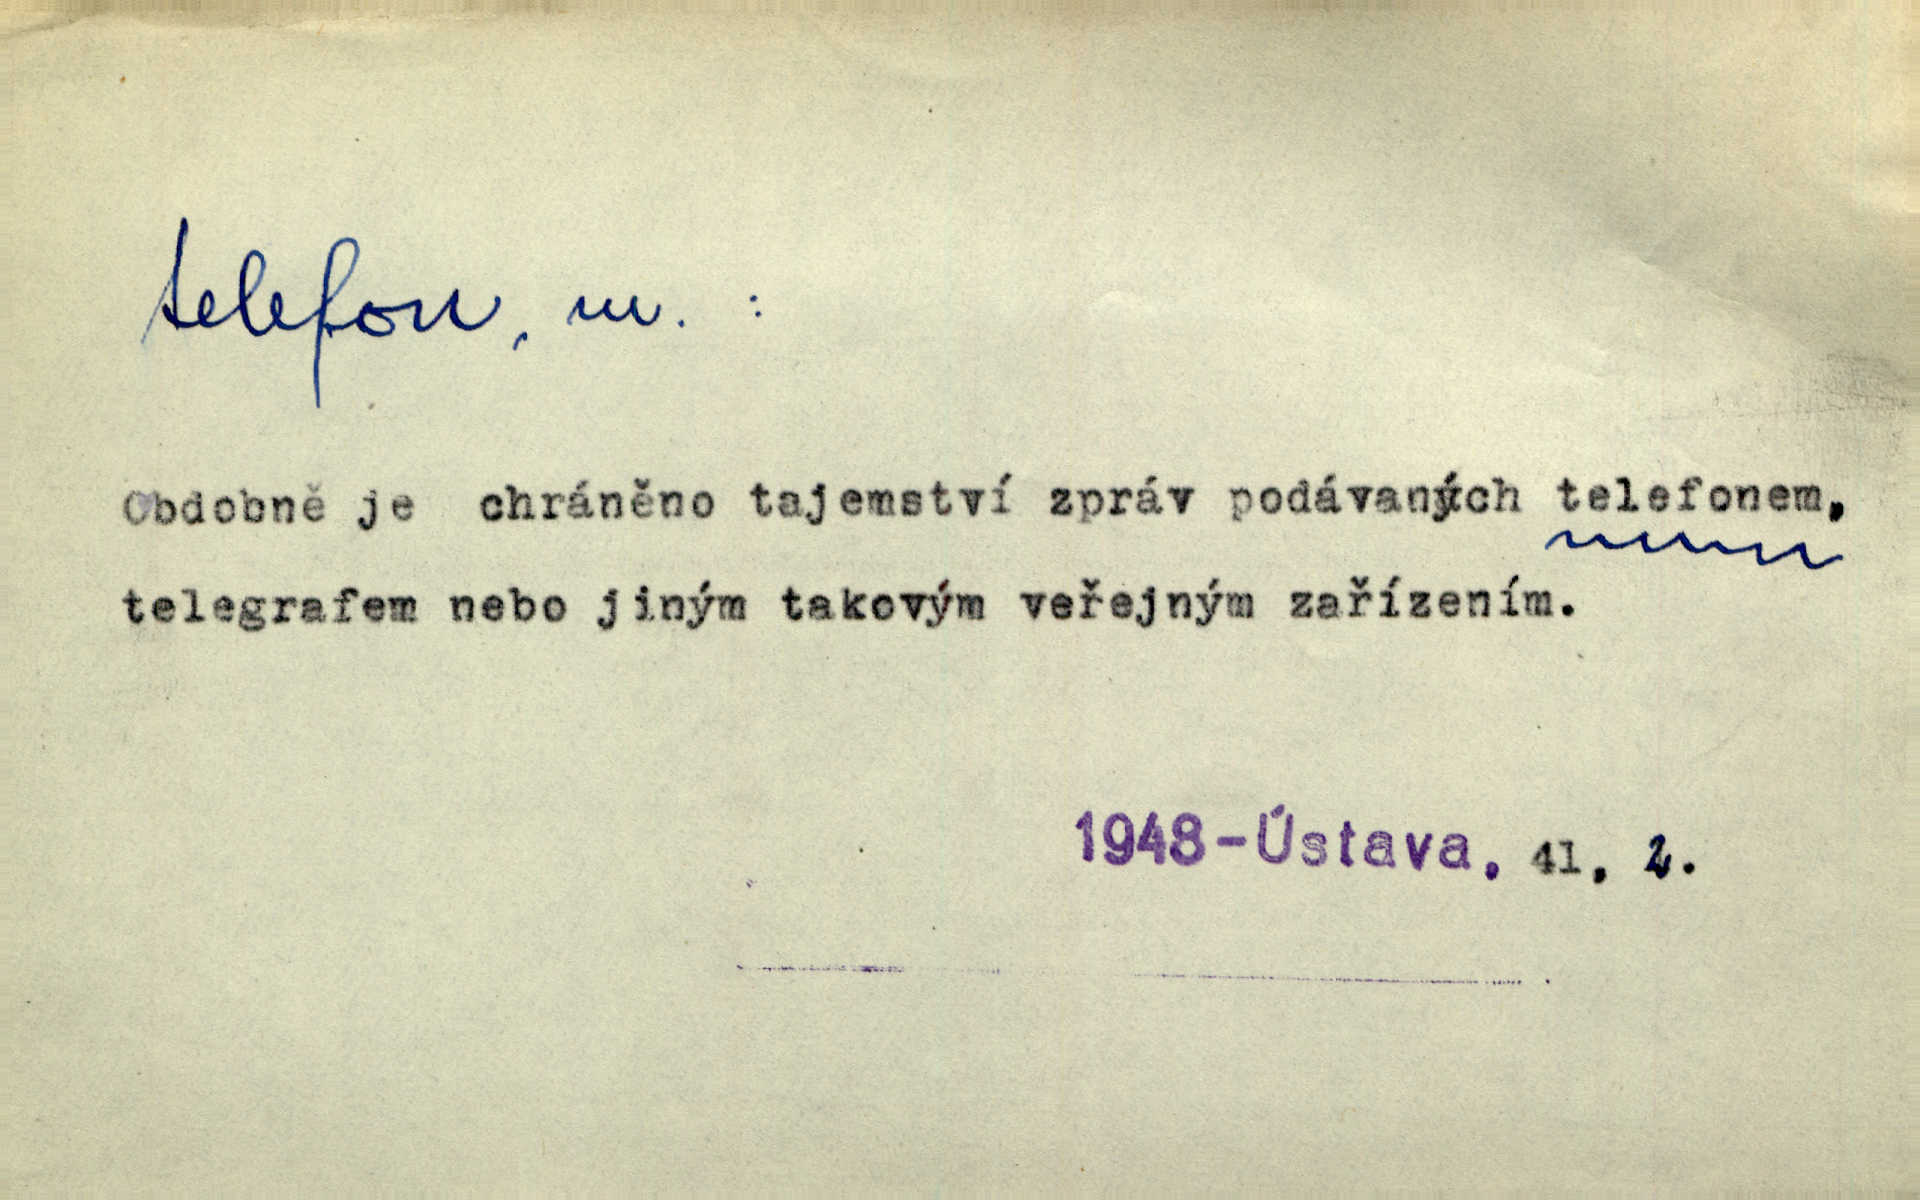 telefon, m. :
Obdobně je chráněno tajemství zpráv podávaných telefonem,
telegrafem nebo jiným takovým veřejným zařízením.
1948-Ústava, 41, 2.